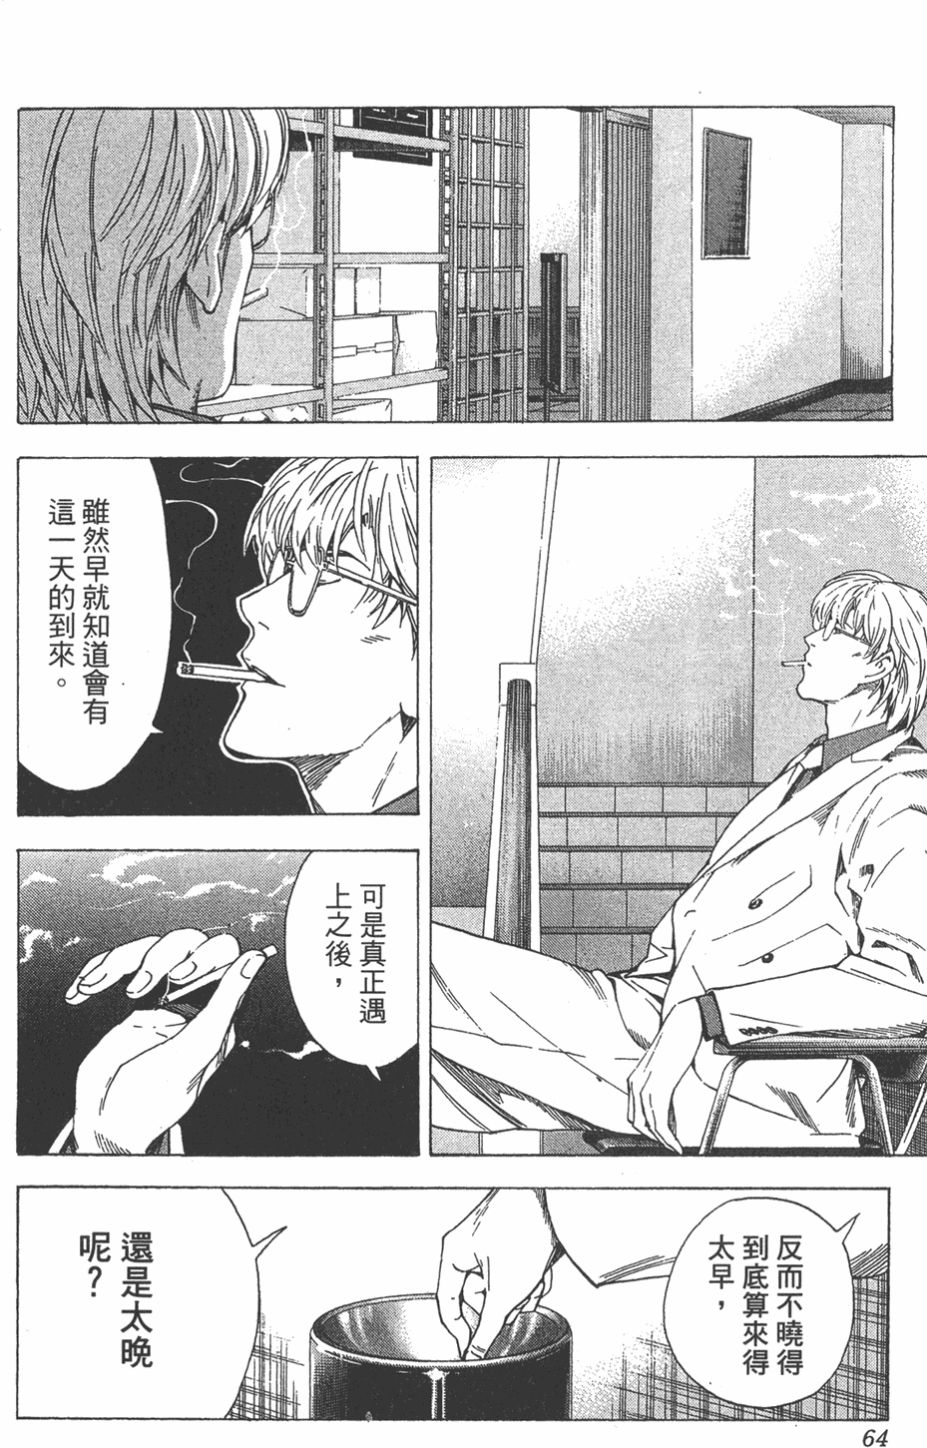 雖然早就知道會有
這一天的到來。
可是真正遇
上之後，
反而不曉得
到底算來得
太早，
還是太晚
呢？
64